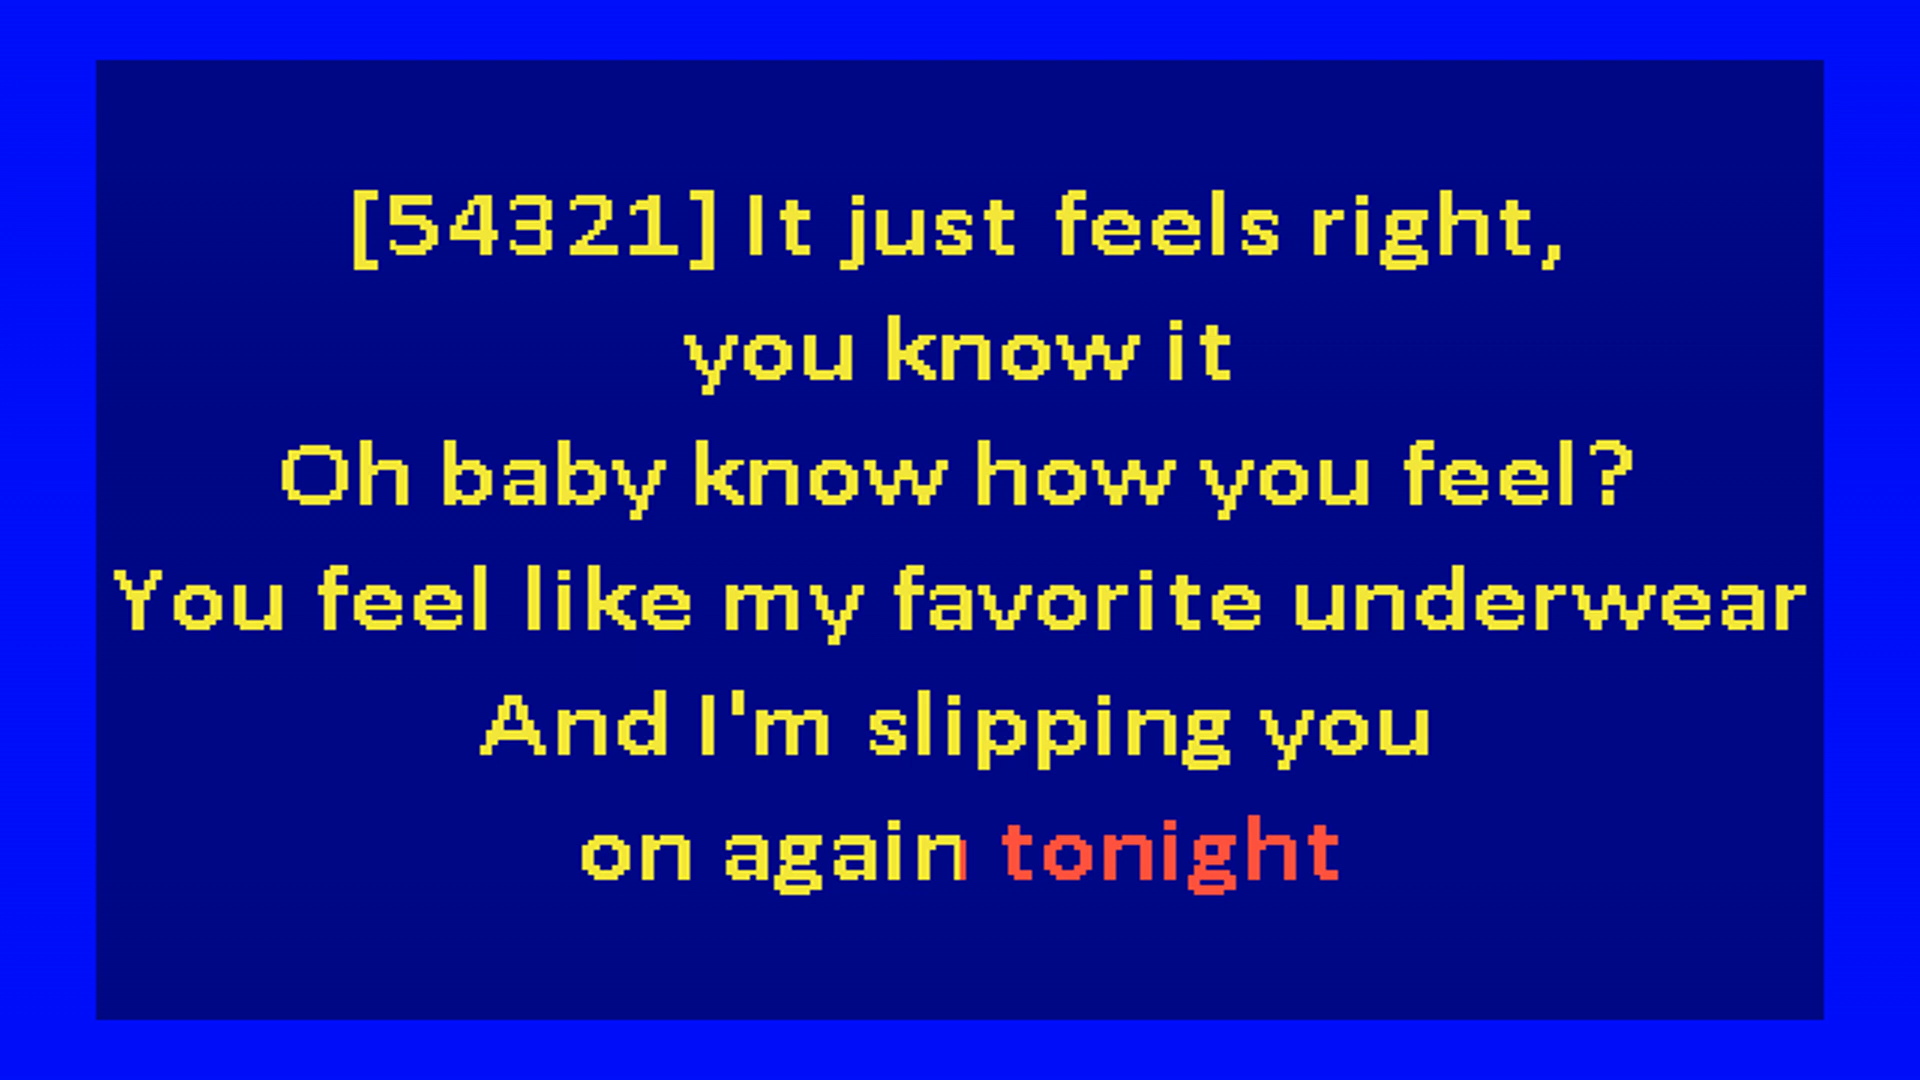 [54321] It just feels right,
you know it
Oh baby know how you feel?
You feel like my favorite underwear
And I'm slipping you
on again tonight